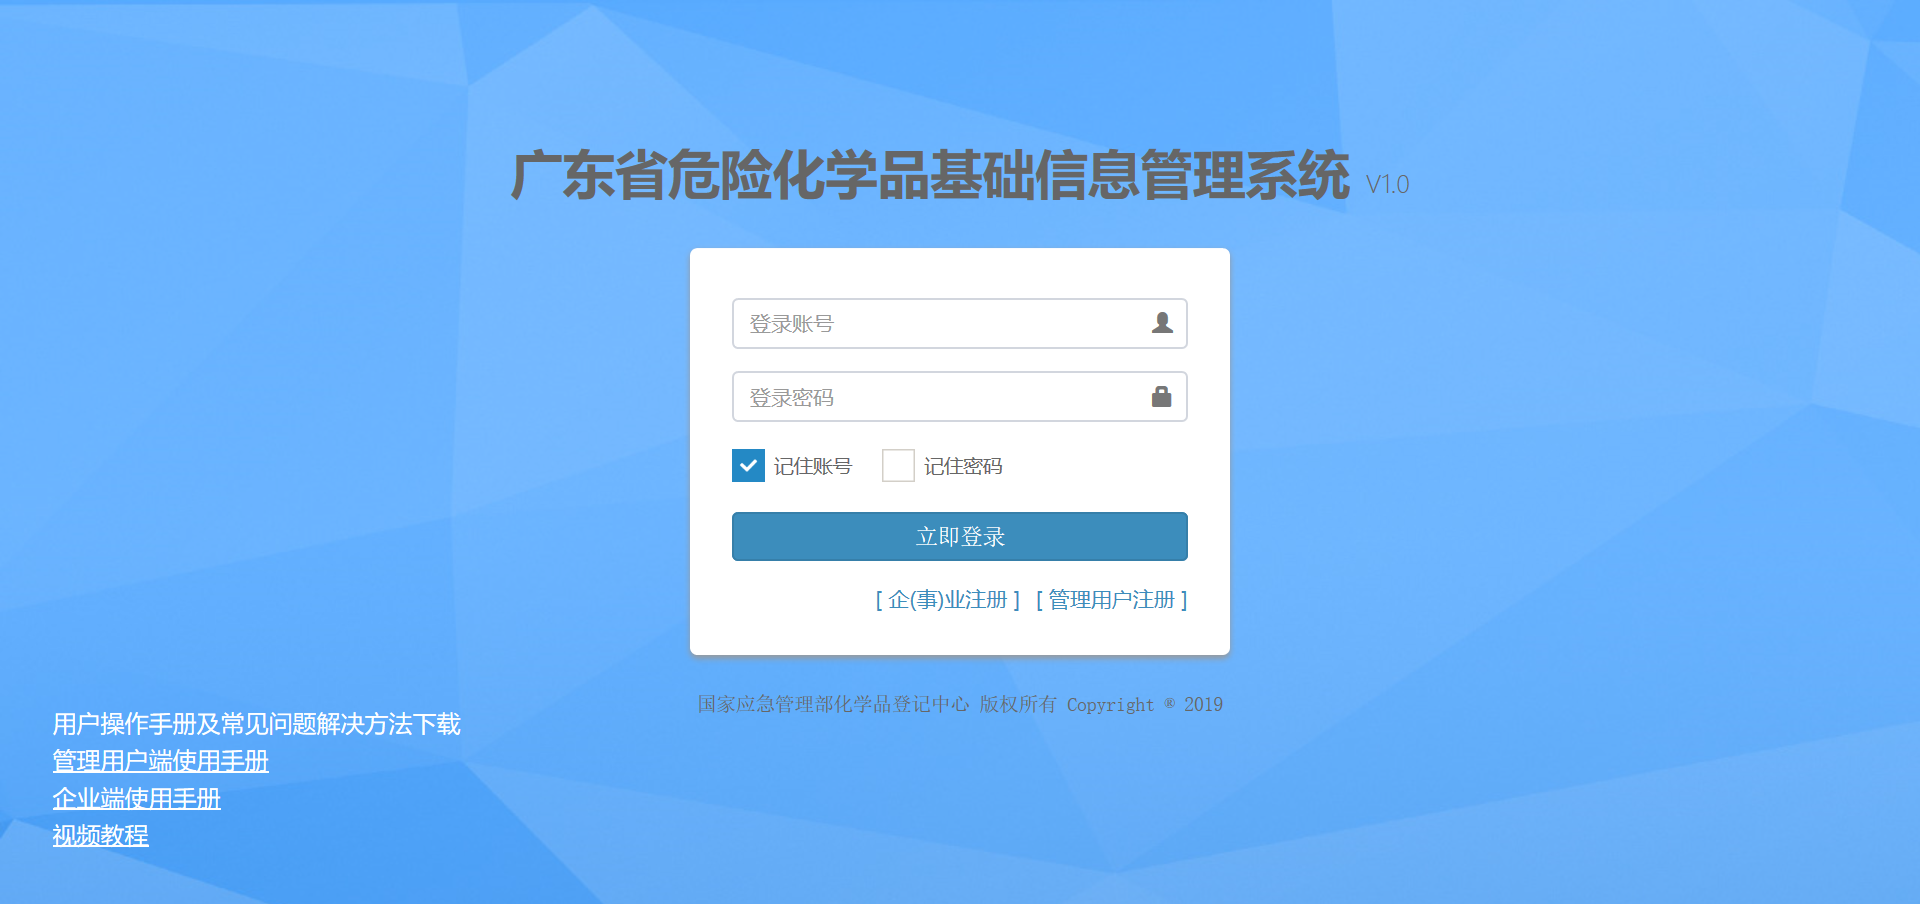 广东省危险化学品基础信息管理系统 V1.0
登录账号
登录密码
记住账号 记住密码
立即登录
[ 企(事)业注册 ] [ 管理用户注册 ]
国家应急管理部化学品登记中心 版权所有 Copyright ® 2019
用户操作手册及常见问题解决方法下载
管理用户端使用手册
企业端使用手册
视频教程